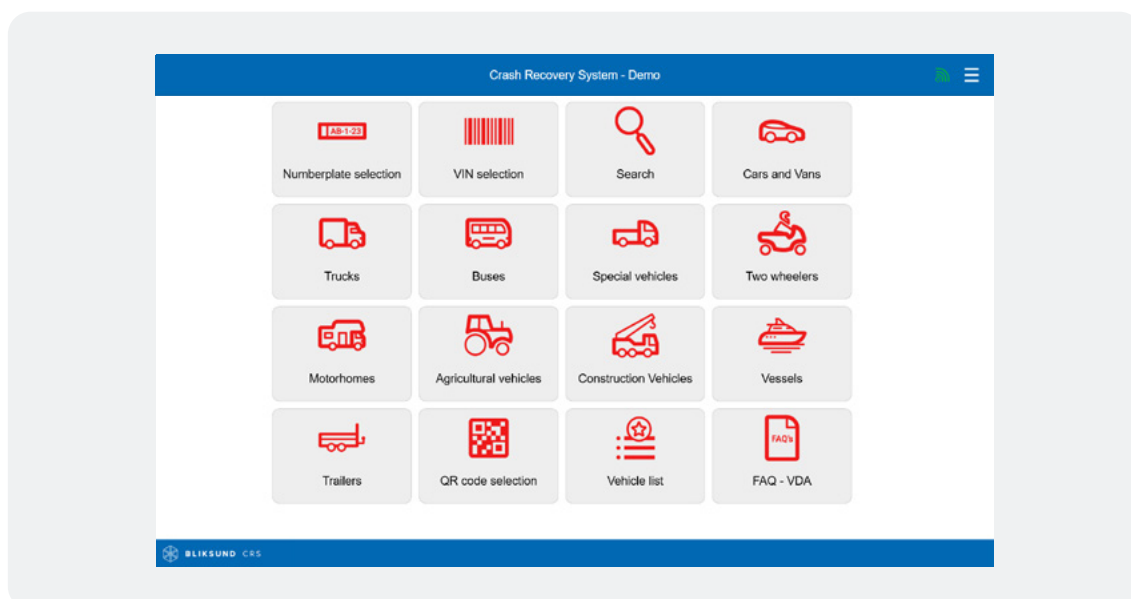 Crash Recovery System - Demo
AB-1-23
Numberplate selection
VIN selection
Search
Cars and Vans
Trucks
Buses
Special vehicles
Two wheelers
Motorhomes
Agricultural vehicles
Construction Vehicles
Vessels
Trailers
QR code selection
Vehicle list
FAQ's
FAQ - VDA
BLIKSUND CRS